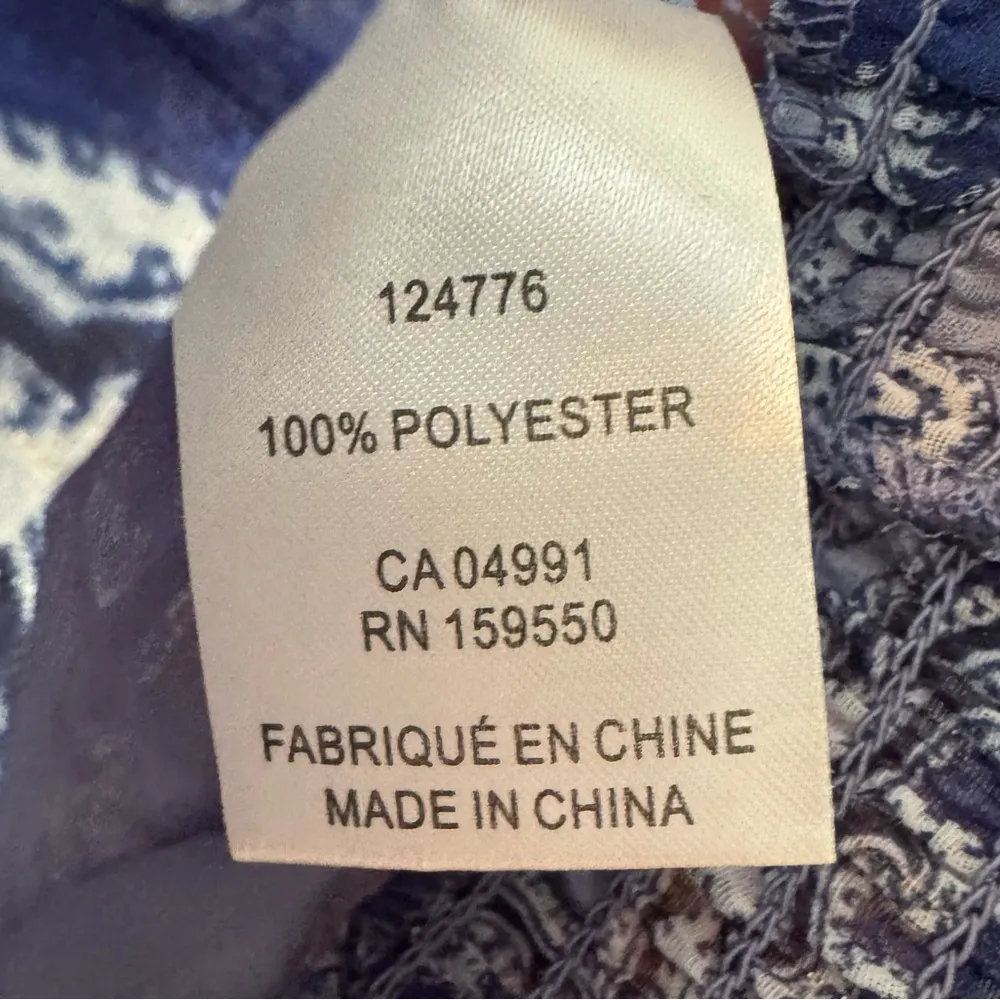 124776
100% POLYESTER
CA 04991
RN 159550
FABRIQUÉ EN CHINE
MADE IN CHINA